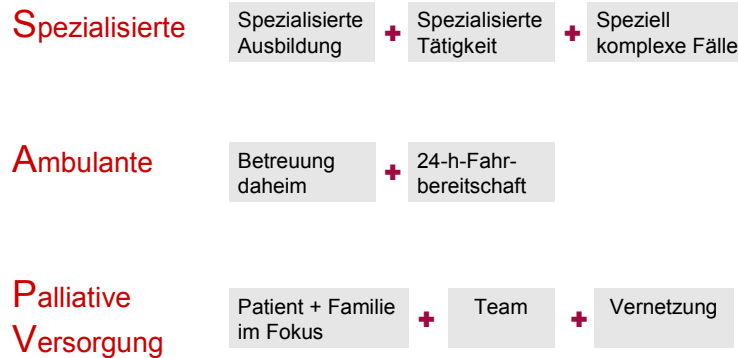 Spezialisierte
Spezialisierte
Ausbildung
+
Spezialisierte
Tätigkeit
+
Speziell
komplexe Fälle
Ambulante
Betreuung
daheim
+
24-h-Fahr-
bereitschaft
Palliative
Versorgung
Patient + Familie
im Fokus
+
Team
+
Vernetzung